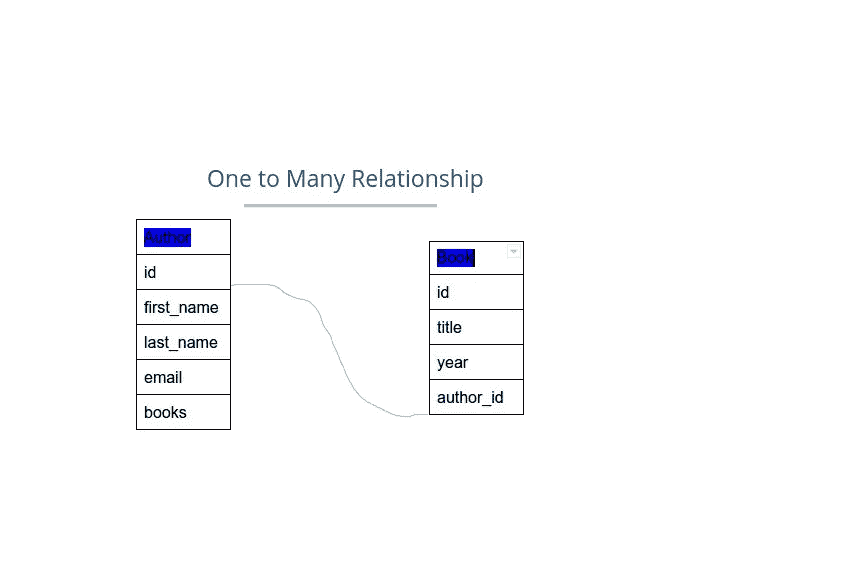 One to Many Relationship
Author
id
first_name
last_name
email
books
Book
id
title
year
author_id